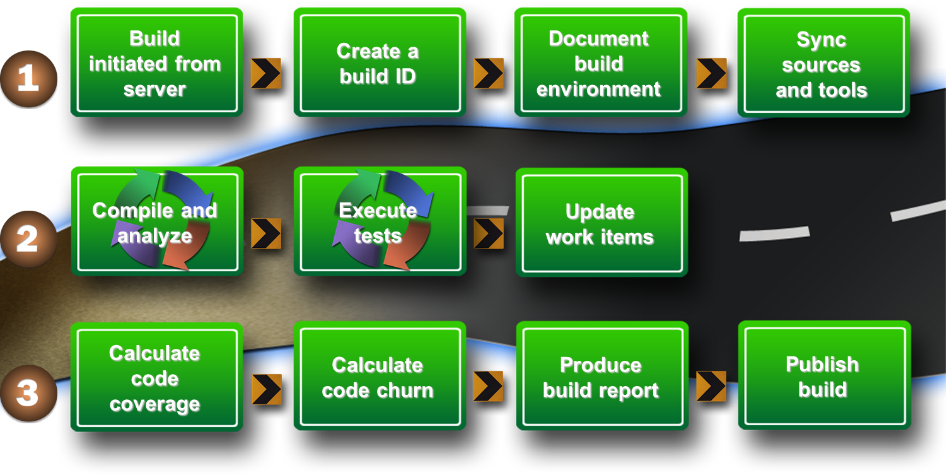 1
Build
initiated from
server
Create a
build ID
Document
build
environment
Sync
sources
and tools
2
Compile and
analyze
Execute
tests
Update
work items
3
Calculate
code
coverage
Calculate
code churn
Produce
build report
Publish
build